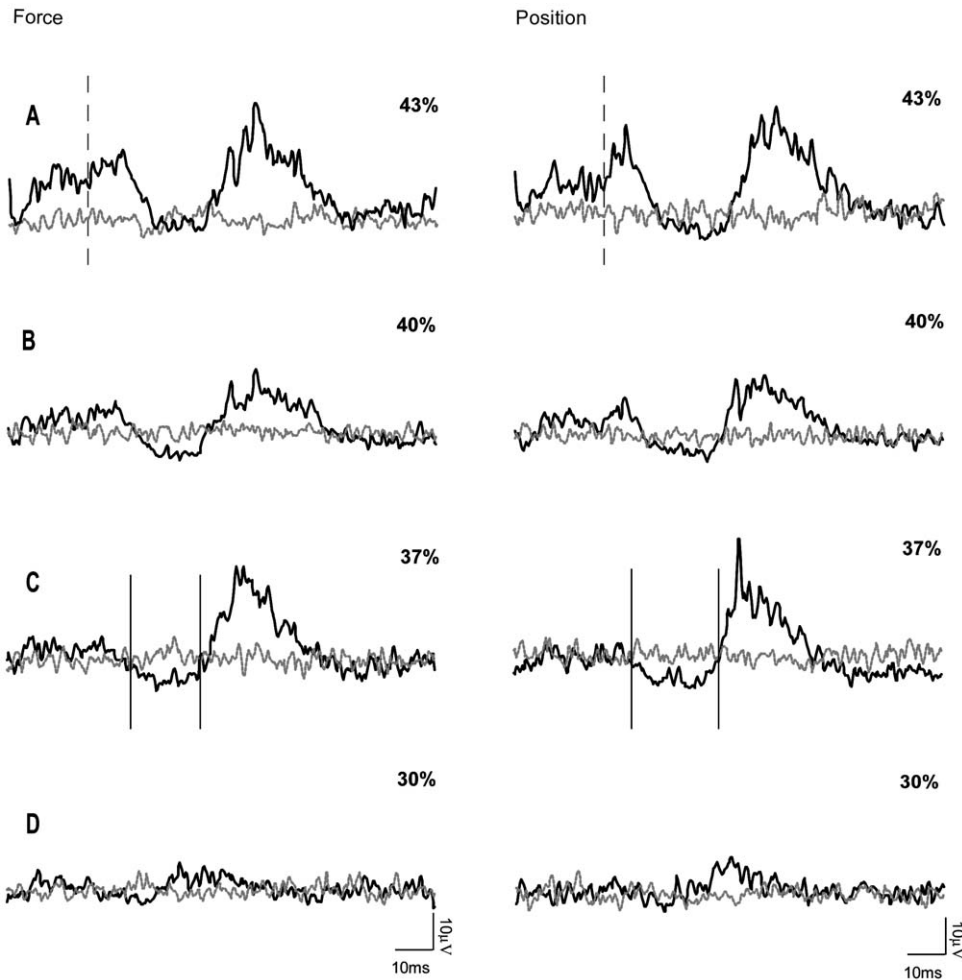 Force Position
A 43% 43%
B 40% 40%
C 37% 37%
D 30% 30%
10µV 10µV
10ms 10ms